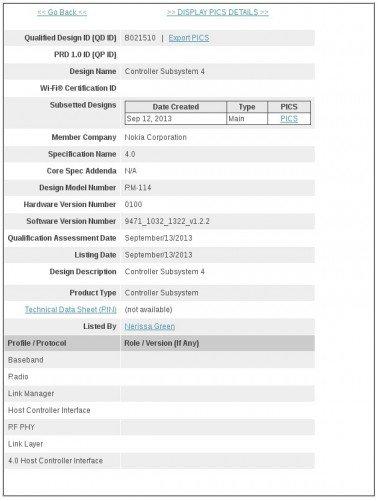 << Go Back <<    >> DISPLAY PICS DETAILS >>
Qualified Design ID [QD ID]    B021510 | Export PICS
PRD 1.0 ID [QP ID]
Design Name    Controller Subsystem 4
Wi-Fi® Certification ID
Subsetted Designs
Date Created    Type    PICS
Sep 12, 2013    Main    PICS
Member Company    Nokia Corporation
Specification Name    4.0
Core Spec Addenda    N/A
Design Model Number    RM-114
Hardware Version Number    0100
Software Version Number    9471_1032_1322_v1.2.2
Qualification Assessment Date    September/13/2013
Listing Date    September/13/2013
Design Description    Controller Subsystem 4
Product Type    Controller Subsystem
Technical Data Sheet (PIN)    (not available)
Listed By    Nerissa Green
Profile / Protocol    Role / Version (If Any)
Baseband
Radio
Link Manager
Host Controller Interface
RF PHY
Link Layer
4.0 Host Controller Interface